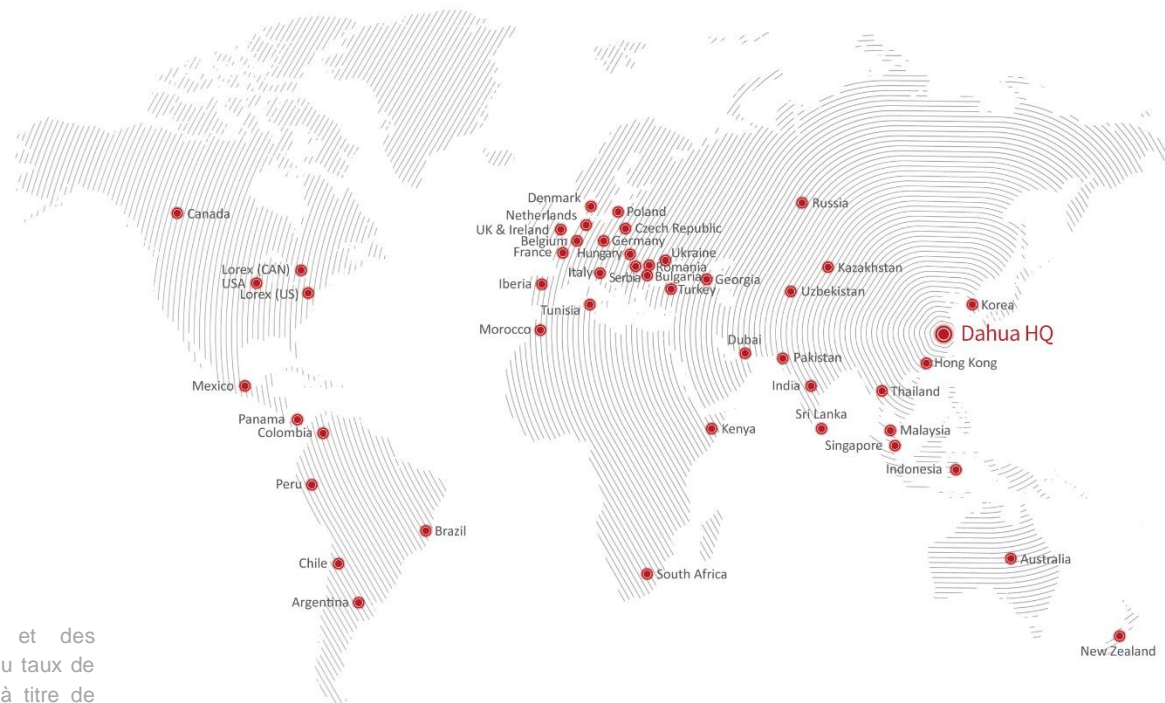 Denmark
Poland
Russia
Canada
Netherlands
UK & Ireland
Czech Republic
Belgium
Germany
France
Hungary
Ukraine
Lorex (CAN)
Italy
Serbia
Romania
Bulgaria
Georgia
Kazakhstan
USA
Lorex (US)
Iberia
Turkey
Uzbekistan
Tunisia
Korea
Morocco
Dahua HQ
Dubai
Pakistan
Hong Kong
Mexico
India
Thailand
Panama
Colombia
Kenya
Sri Lanka
Malaysia
Singapore
Indonesia
Peru
Brazil
Chile
South Africa
Australia
Argentina
New Zealand
et des
u taux de
à titre de